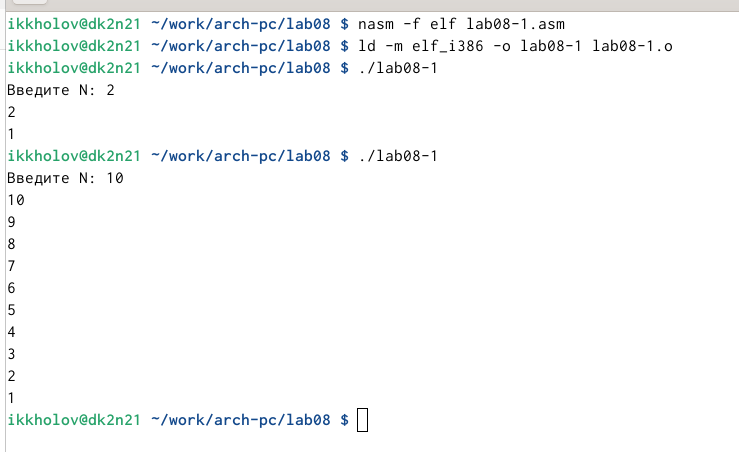 ikkholov@dk2n21 ~/work/arch-pc/lab08 $ nasm -f elf lab08-1.asm
ikkholov@dk2n21 ~/work/arch-pc/lab08 $ ld -m elf_i386 -o lab08-1 lab08-1.o
ikkholov@dk2n21 ~/work/arch-pc/lab08 $ ./lab08-1
Введите N: 2
2
1
ikkholov@dk2n21 ~/work/arch-pc/lab08 $ ./lab08-1
Введите N: 10
10
9
8
7
6
5
4
3
2
1
ikkholov@dk2n21 ~/work/arch-pc/lab08 $